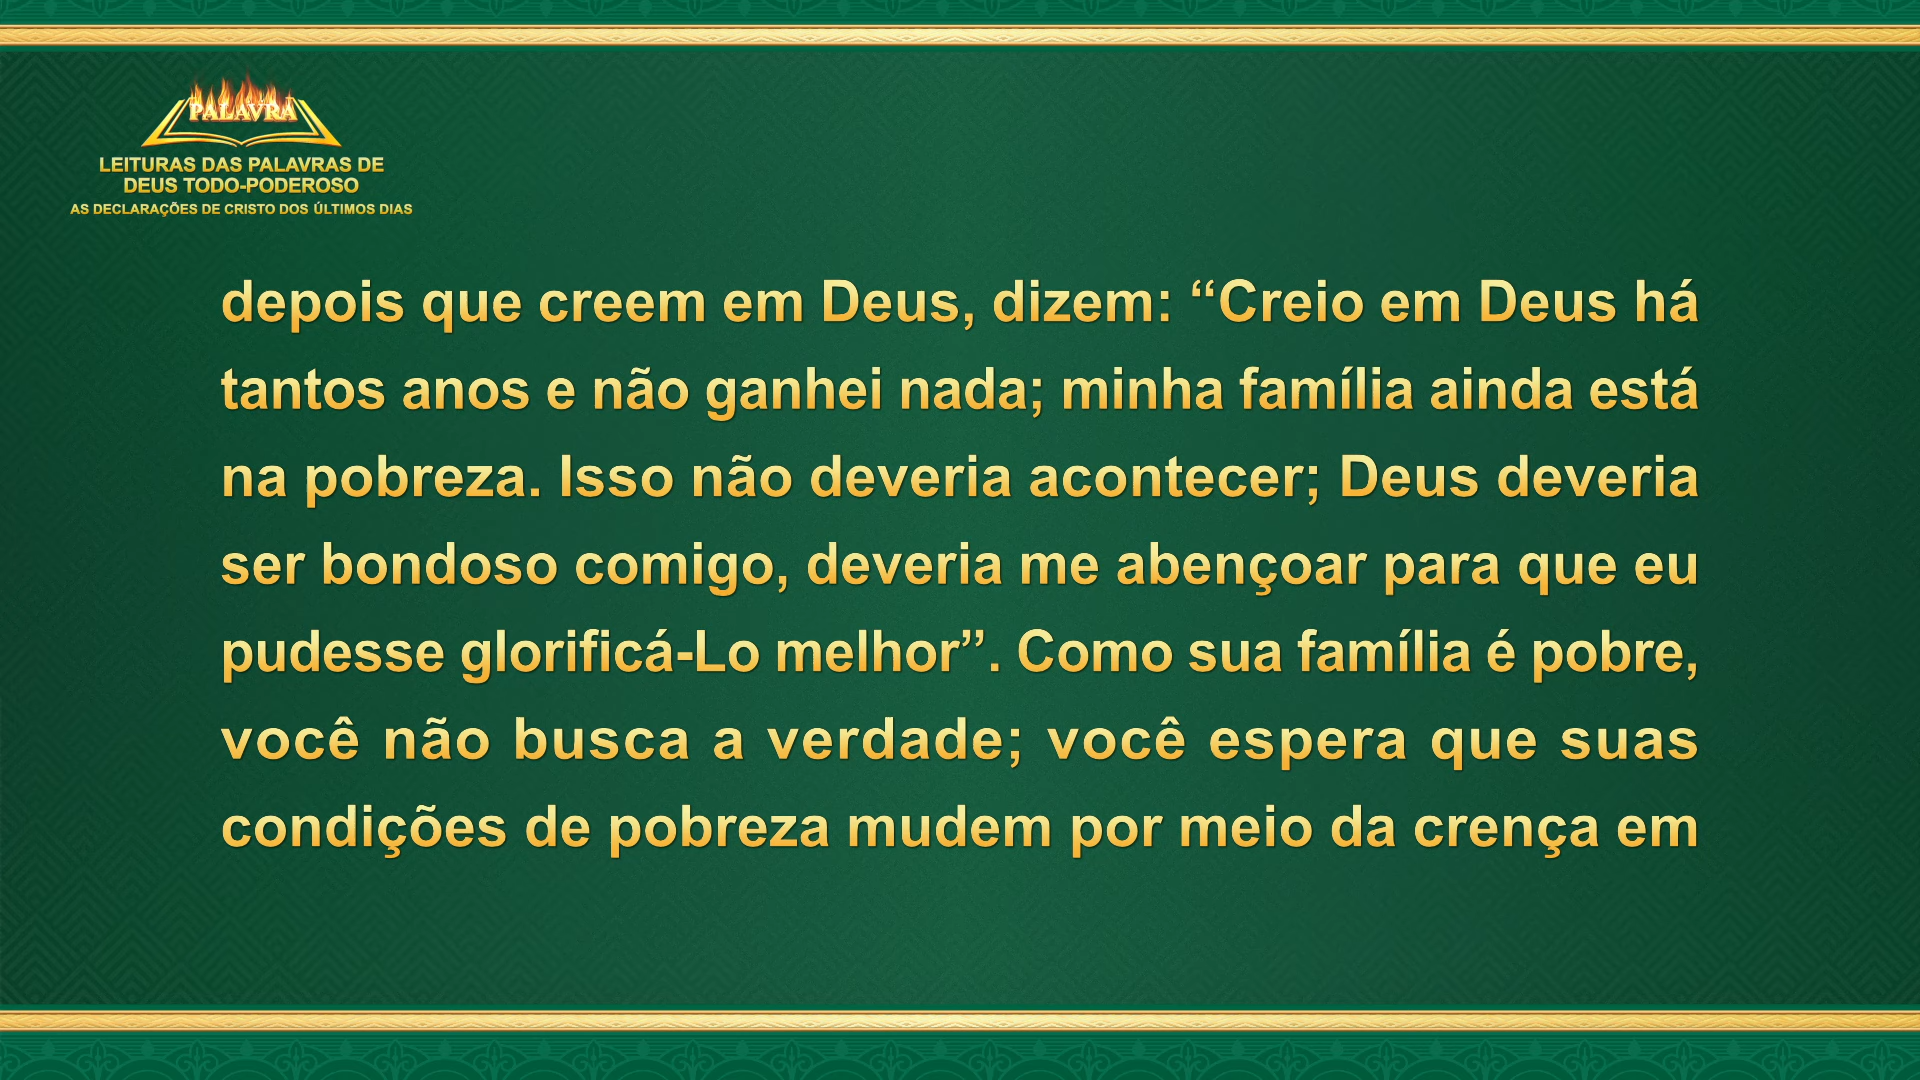 PALAVRA
LEITURAS DAS PALAVRAS DE
DEUS TODO-PODEROSO
AS DECLARAÇÕES DE CRISTO DOS ÚLTIMOS DIAS
depois que creem em Deus, dizem: “Creio em Deus há
tantos anos e não ganhei nada; minha família ainda está
na pobreza. Isso não deveria acontecer; Deus deveria
ser bondoso comigo, deveria me abençoar para que eu
pudesse glorificá-Lo melhor”. Como sua família é pobre,
você não busca a verdade; você espera que suas
condições de pobreza mudem por meio da crença em